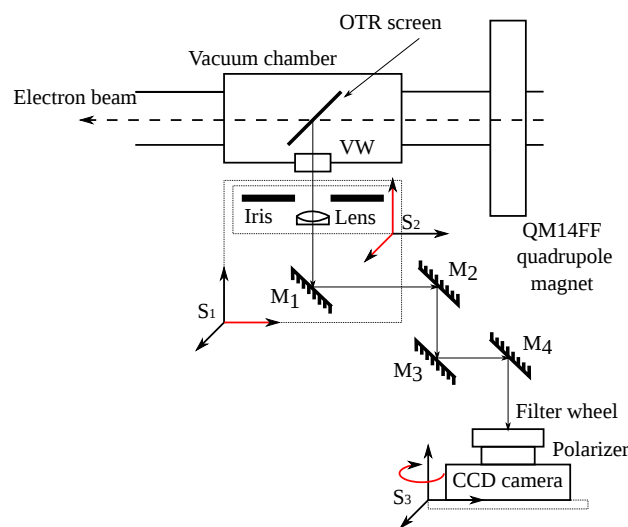 OTR screen
Vacuum chamber
Electron beam
VW
Iris
Lens
S2
QM14FF
quadrupole
magnet
M1
M2
S1
M3
M4
Filter wheel
Polarizer
CCD camera
S3